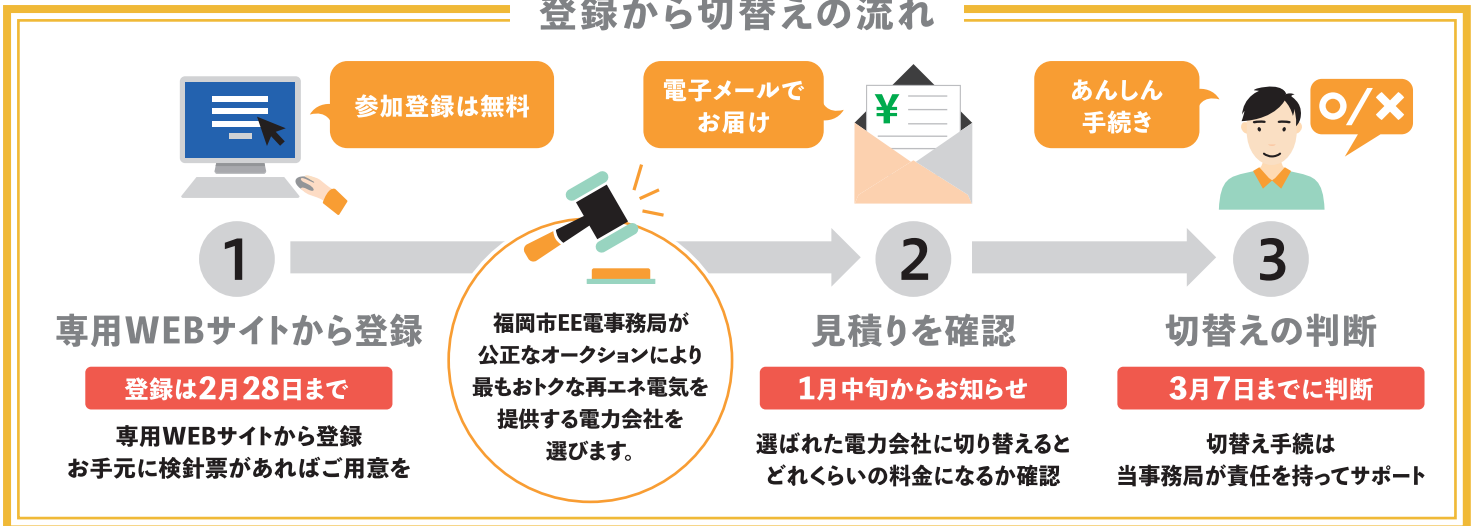 登録から切替えの流れ
参加登録は無料
1
専用WEBサイトから登録
登録は2月28日まで
専用WEBサイトから登録
お手元に検針票があればご用意を
福岡市EE電事務局が
公正なオークションにより
最もおトクな再エネ電気を
提供する電力会社を
選びます。
電子メールで
お届け
¥
2
見積りを確認
1月中旬からお知らせ
選ばれた電力会社に切り替えると
どれくらいの料金になるか確認
あんしん
手続き
○/×
3
切替えの判断
3月7日までに判断
切替え手続は
当事務局が責任を持ってサポート